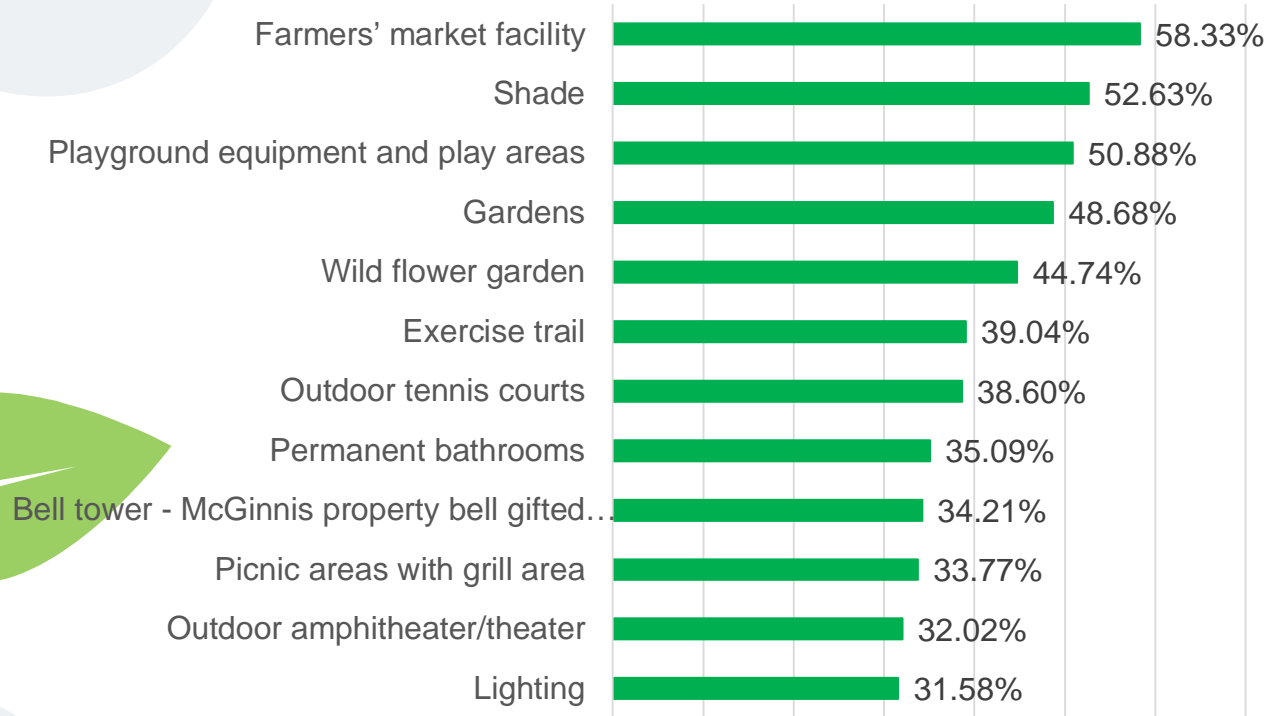 Farmers’ market facility 58.33%
Shade 52.63%
Playground equipment and play areas 50.88%
Gardens 48.68%
Wild flower garden 44.74%
Exercise trail 39.04%
Outdoor tennis courts 38.60%
Permanent bathrooms 35.09%
Bell tower - McGinnis property bell gifted… 34.21%
Picnic areas with grill area 33.77%
Outdoor amphitheater/theater 32.02%
Lighting 31.58%